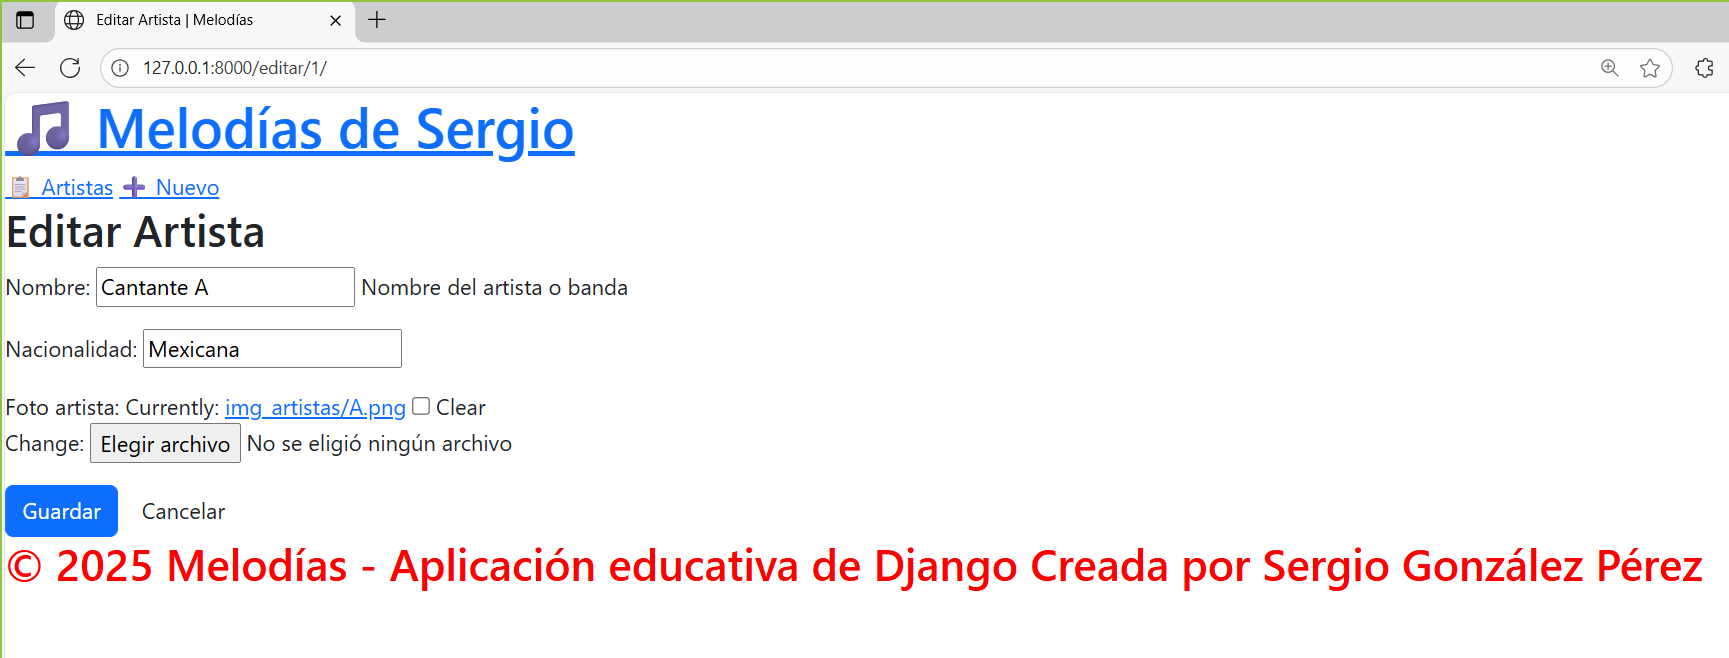 Editar Artista | Melodías
127.0.0.1:8000/editar/1/
🎵 Melodías de Sergio
📋 Artistas ➕ Nuevo
Editar Artista
Nombre: Cantante A Nombre del artista o banda
Nacionalidad: Mexicana
Foto artista: Currently: img_artistas/A.png Clear
Change: Elegir archivo No se eligió ningún archivo
Guardar Cancelar
© 2025 Melodías - Aplicación educativa de Django Creada por Sergio González Pérez